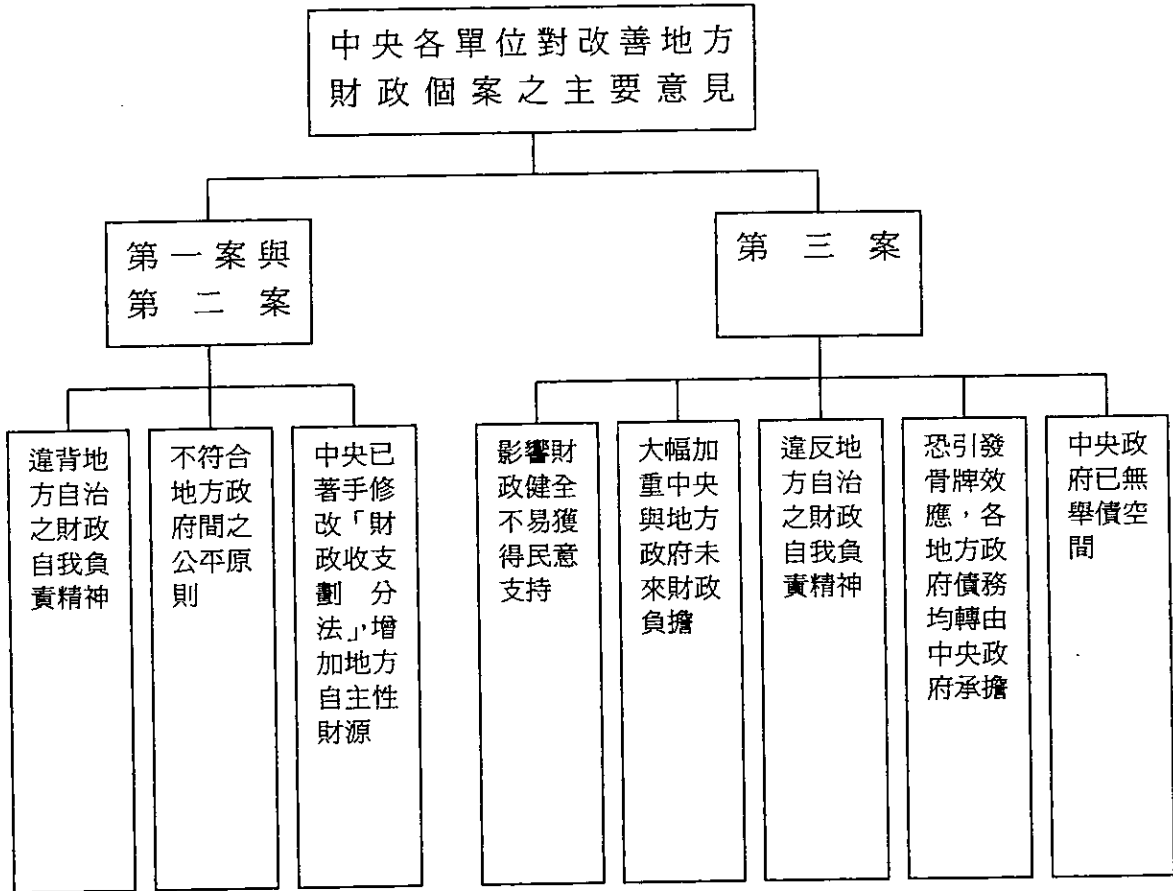 中央各單位對改善地方
財政個案之主要意見
第一案與
第二案
第三案
違背地
方自治
之財政
自我負
責精神
不符合
地方政
府間之
公平原
則
中央已
著手修
改「財
政收支
劃分
法」，增
加地方
自主性
財源
影響財
政健全
不易獲
得民意
支持
大幅加
重中央
與地方
政府未
來財政
負擔
違反地
方自治
之財政
自我負
責精神
恐引發
骨牌效
應，各
地方政
府債務
均轉由
中央政
府承擔
中央政
府已無
舉債空
間